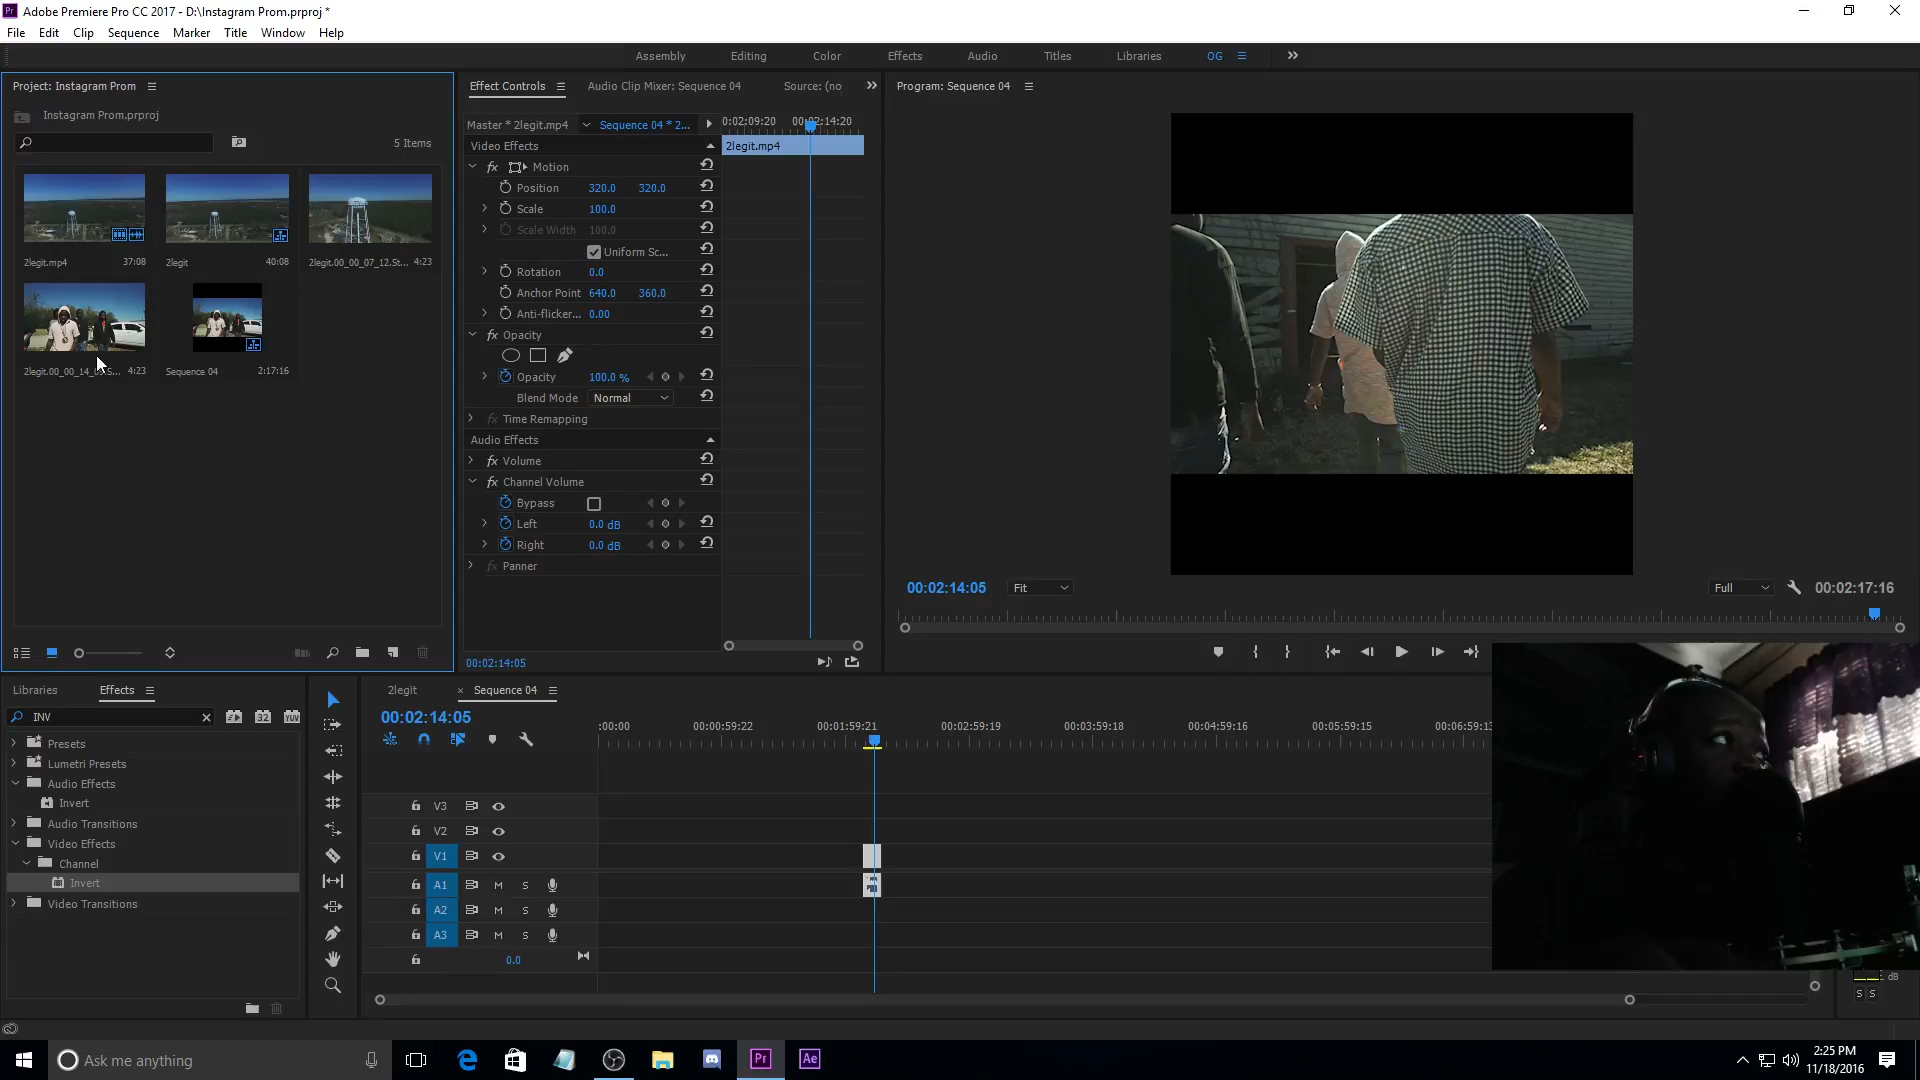 Adobe Premiere Pro CC 2017 - D:\Instagram Prom.prproj *
File Edit Clip Sequence Marker Title Window Help
Assembly Editing Color Effects Audio Titles Libraries OG
Project: Instagram Prom
Instagram Prom.prproj
5 Items
2legit.mp4 37:08
2legit 40:08
2legit.00_00_07_12.St... 4:23
2legit.00_00_14_ 4:23
Sequence 04 2:17:16
Effect Controls Audio Clip Mixer: Sequence 04 Source: (no
Master * 2legit.mp4 Sequence 04 * 2... 0:02:09:20 00:02:14:20
Video Effects 2legit.mp4
fx Motion
Position 320.0 320.0
Scale 100.0
Scale Width 100.0
Uniform Sc...
Rotation 0.0
Anchor Point 640.0 360.0
Anti-flicker... 0.00
fx Opacity
Opacity 100.0 %
Blend Mode Normal
fx Time Remapping
Audio Effects
fx Volume
fx Channel Volume
Bypass
Left 0.0 dB
Right 0.0 dB
fx Panner
00:02:14:05
Program: Sequence 04
00:02:14:05 Fit Full 00:02:17:16
Libraries Effects
INV 32 YUV
Presets
Lumetri Presets
Audio Effects
Invert
Audio Transitions
Video Effects
Channel
Invert
Video Transitions
2legit × Sequence 04
00:02:14:05
:00:00 00:00:59:22 00:01:59:21 00:02:59:19 00:03:59:18 00:04:59:16 00:05:59:15 00:06:59:13
V3
V2
V1
A1 M S
A2 M S
A3 M S
0.0
dB
S S
Ask me anything
Pr Ae
2:25 PM
11/18/2016